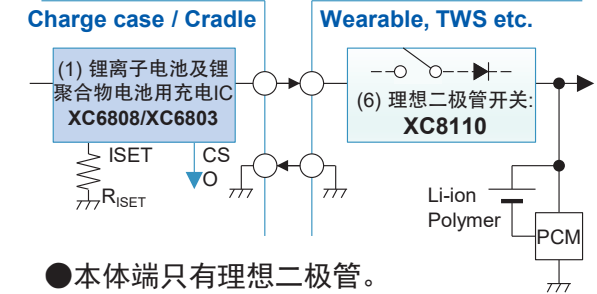 Charge case / Cradle
Wearable, TWS etc.
(1) 锂离子电池及锂
聚合物电池用充电IC
XC6808/XC6803
(6) 理想二极管开关:
XC8110
ISET
CS
O
RISET
Li-ion
Polymer
PCM
●本体端只有理想二极管。